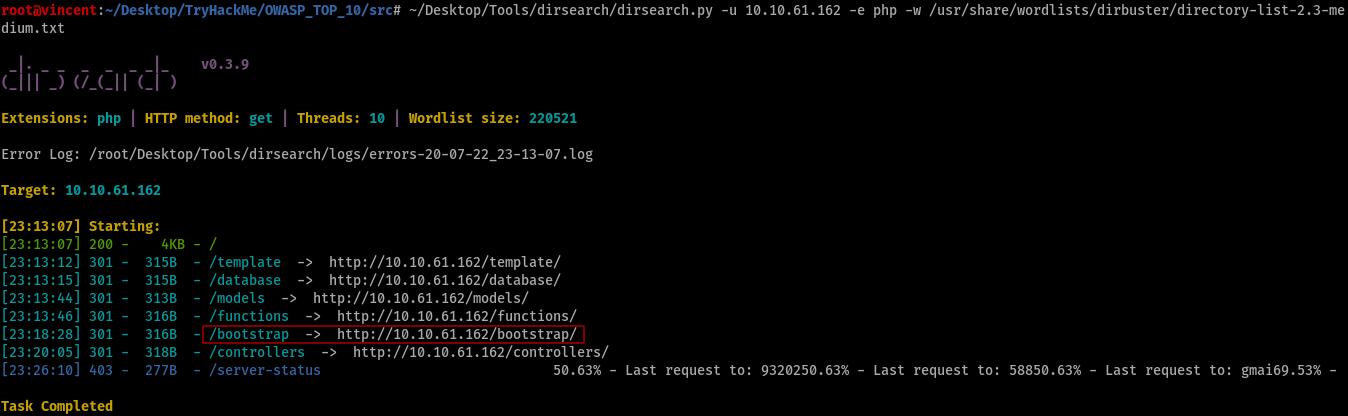 root@vincent:~/Desktop/TryHackMe/OWASP_TOP_10/src# ~/Desktop/Tools/dirsearch/dirsearch.py -u 10.10.61.162 -e php -w /usr/share/wordlists/dirbuster/directory-list-2.3-me
dium.txt
 _|. _ _  _  _  _ _|_    v0.3.9
(_||| _) (/_(_|| (_| )
Extensions: php | HTTP method: get | Threads: 10 | Wordlist size: 220521
Error Log: /root/Desktop/Tools/dirsearch/logs/errors-20-07-22_23-13-07.log
Target: 10.10.61.162
[23:13:07] Starting:
[23:13:07] 200 -    4KB - /
[23:13:12] 301 -  315B  - /template  ->  http://10.10.61.162/template/
[23:13:15] 301 -  315B  - /database  ->  http://10.10.61.162/database/
[23:13:44] 301 -  313B  - /models  ->  http://10.10.61.162/models/
[23:13:46] 301 -  316B  - /functions  ->  http://10.10.61.162/functions/
[23:18:28] 301 -  316B  - /bootstrap  ->  http://10.10.61.162/bootstrap/
[23:20:05] 301 -  318B  - /controllers  ->  http://10.10.61.162/controllers/
[23:26:10] 403 -  277B  - /server-status                             50.63% - Last request to: 9320250.63% - Last request to: 58850.63% - Last request to: gmai69.53% -
Task Completed